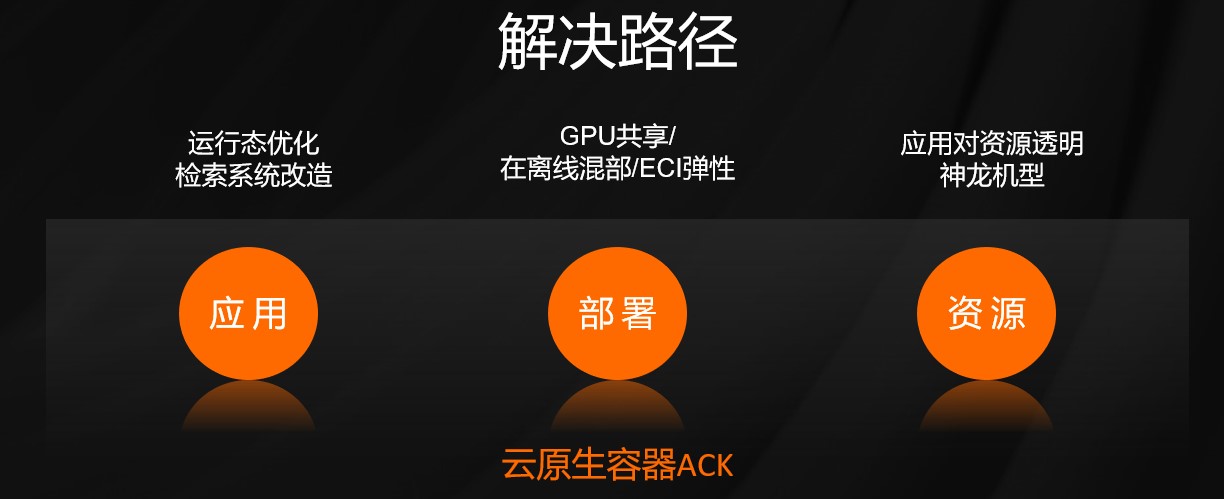 解决路径
运行态优化
检索系统改造
GPU共享/
在离线混部/ECI弹性
应用对资源透明
神龙机型
应用
部署
资源
云原生容器ACK